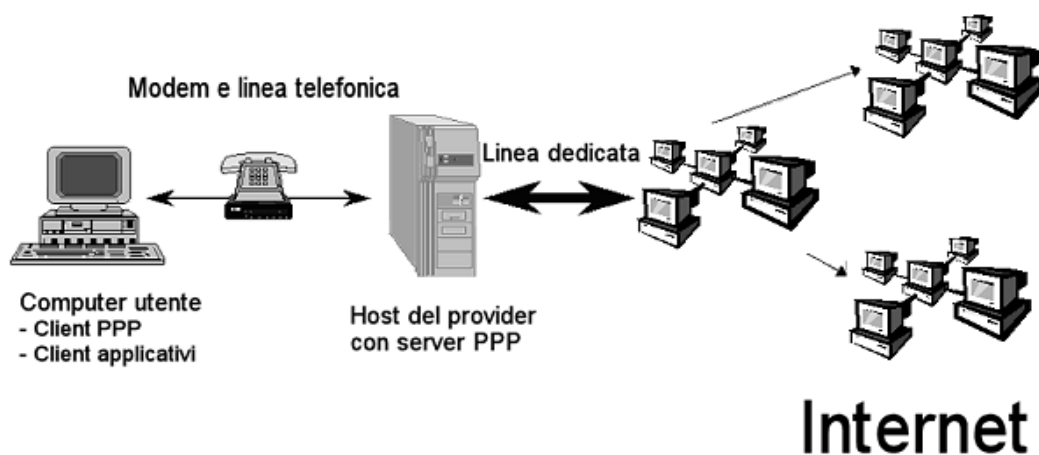 Modem e linea telefonica
Linea dedicata
Computer utente
- Client PPP
- Client applicativi
Host del provider
con server PPP
Internet